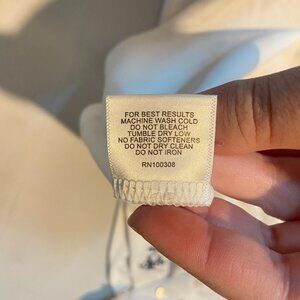 FOR BEST RESULTS
MACHINE WASH COLD
DO NOT BLEACH
TUMBLE DRY LOW
NO FABRIC SOFTENERS
DO NOT DRY CLEAN
DO NOT IRON
RN100308